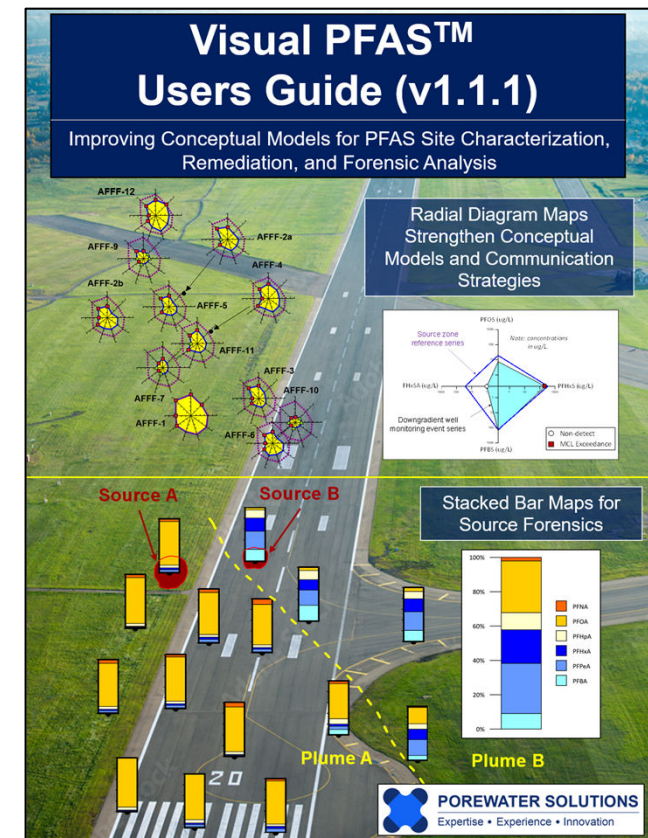 Visual PFAS™
Users Guide (v1.1.1)
Improving Conceptual Models for PFAS Site Characterization,
Remediation, and Forensic Analysis
AFFF-12
AFFF-9
AFFF-2a
AFFF-4
AFFF-2b
AFFF-5
AFFF-11
AFFF-7
AFFF-3
AFFF-10
AFFF-1
AFFF-6
Radial Diagram Maps
Strengthen Conceptual
Models and Communication
Strategies
PFOS (ug/L)
Source zone
reference series
Note: concentrations
in ug/L.
FHxSA (ug/L)
PFHxS (ug/L)
Downgradient well
monitoring event series
PFBS (ug/L)
Non-detect
MCL Exceedance
Source A
Source B
Stacked Bar Maps for
Source Forensics
100%
80%
60%
40%
20%
0%
PFNA
PFOA
PFHpA
PFHxA
PFPeA
PFBA
Plume A
Plume B
20
POREWATER SOLUTIONS
Expertise • Experience • Innovation